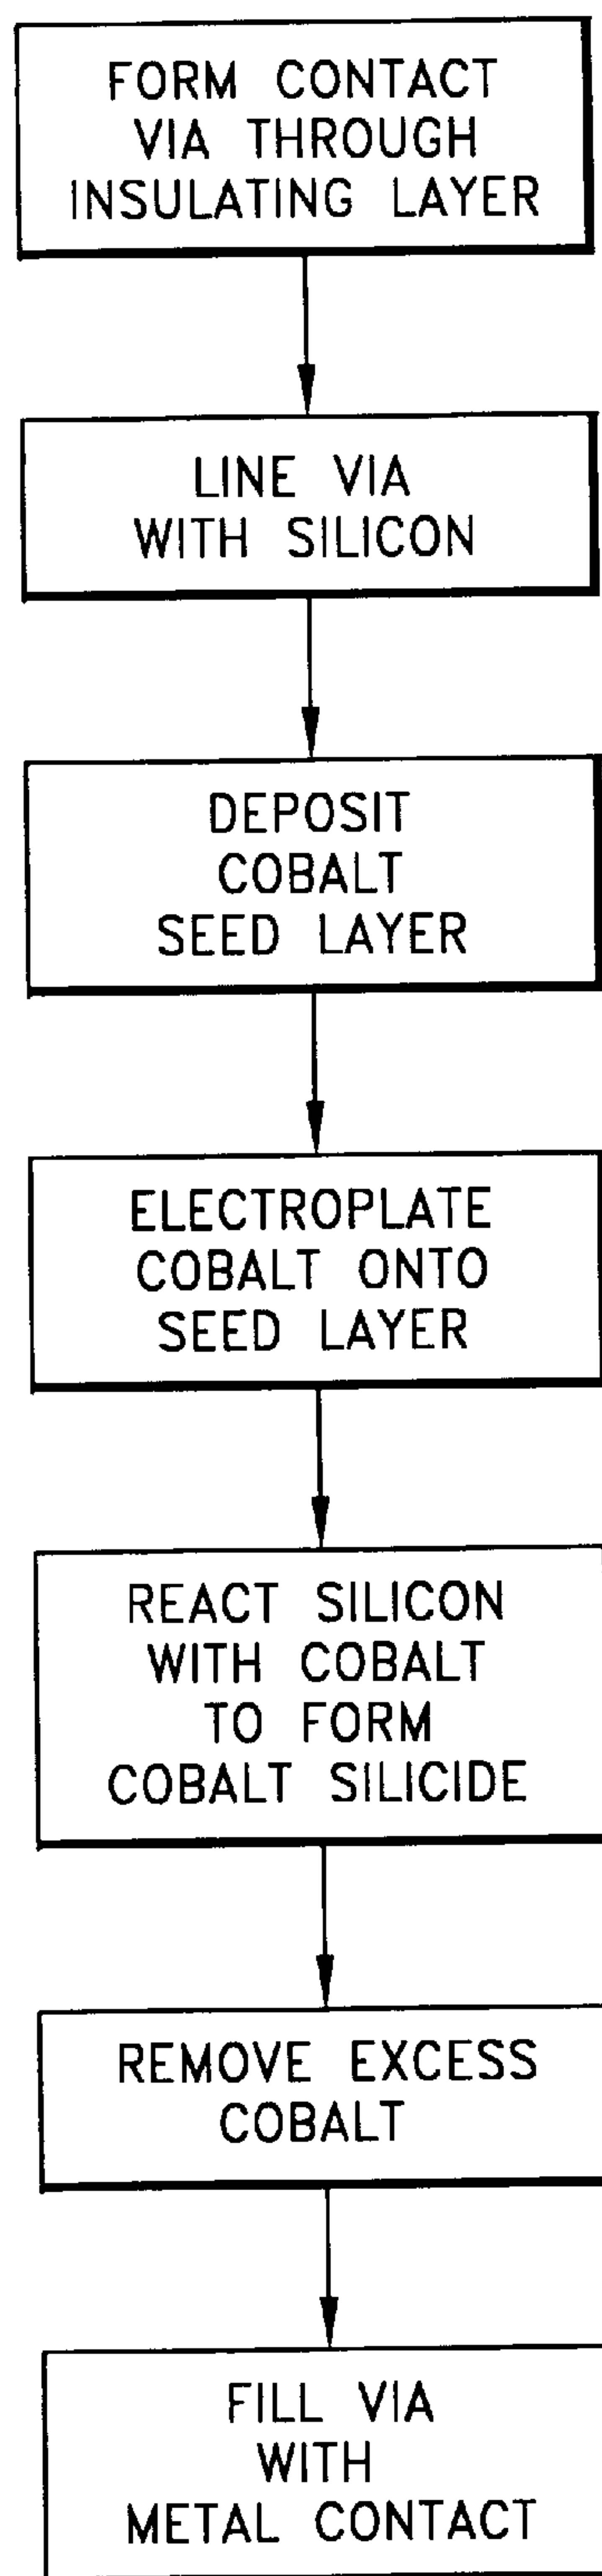 FORM CONTACT
VIA THROUGH
INSULATING LAYER
LINE VIA
WITH SILICON
DEPOSIT
COBALT
SEED LAYER
ELECTROPLATE
COBALT ONTO
SEED LAYER
REACT SILICON
WITH COBALT
TO FORM
COBALT SILICIDE
REMOVE EXCESS
COBALT
FILL VIA
WITH
METAL CONTACT